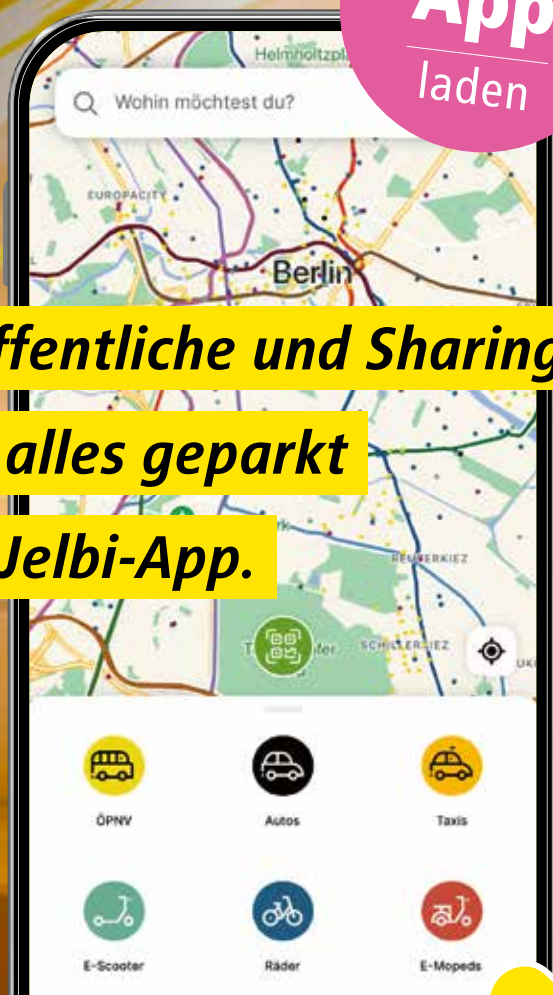 App
laden
Helmholtzpl
Wohin möchtest du?
EUROPACITY
Berlin
ffentliche und Sharing
alles geparkt
Jelbi-App.
rk
REUTERKIEZ
SCHILLERKIEZ
ÖPNV
Autos
Taxis
E-Scooter
Räder
E-Mopeds